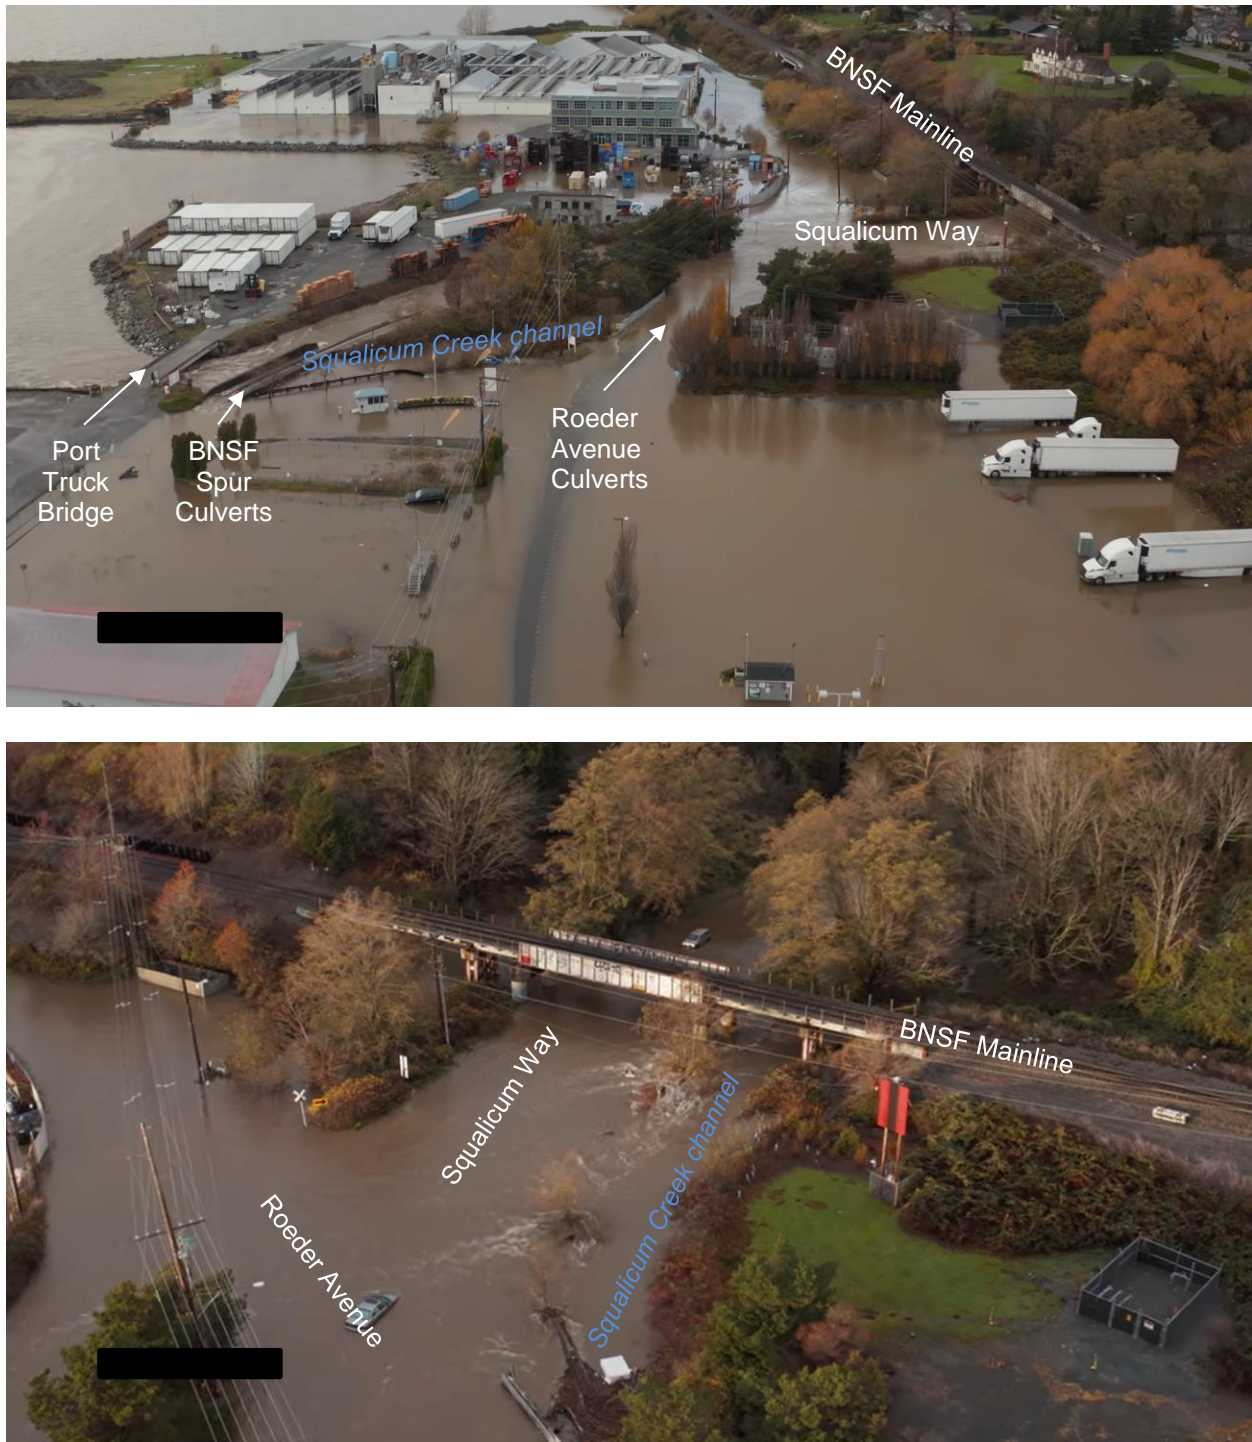 BNSF Mainline
Squalicum Way
Squalicum Creek channel
Port
Truck
Bridge
BNSF
Spur
Culverts
Roeder
Avenue
Culverts
BNSF Mainline
Squalicum Way
Squalicum Creek channel
Roeder Avenue